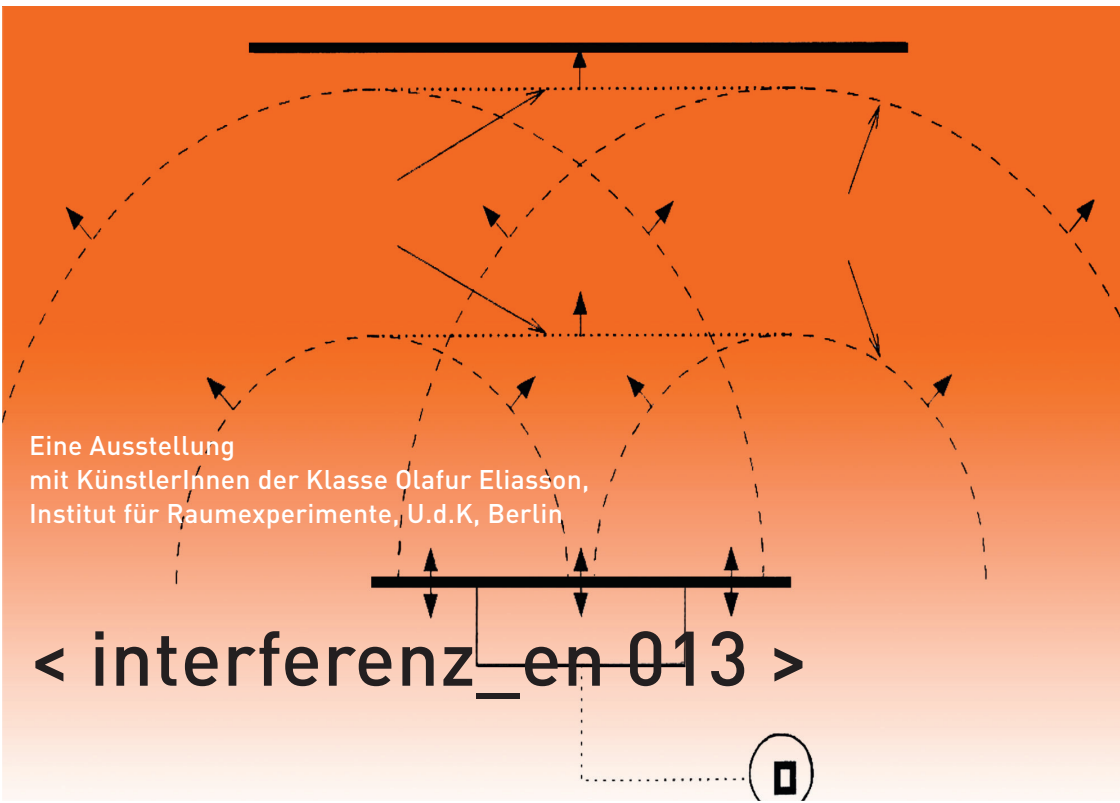 Eine Ausstellung
mit KünstlerInnen der Klasse Olafur Eliasson,
Institut für Raumexperimente, U.d.K, Berlin
< interferenz_en 013 >